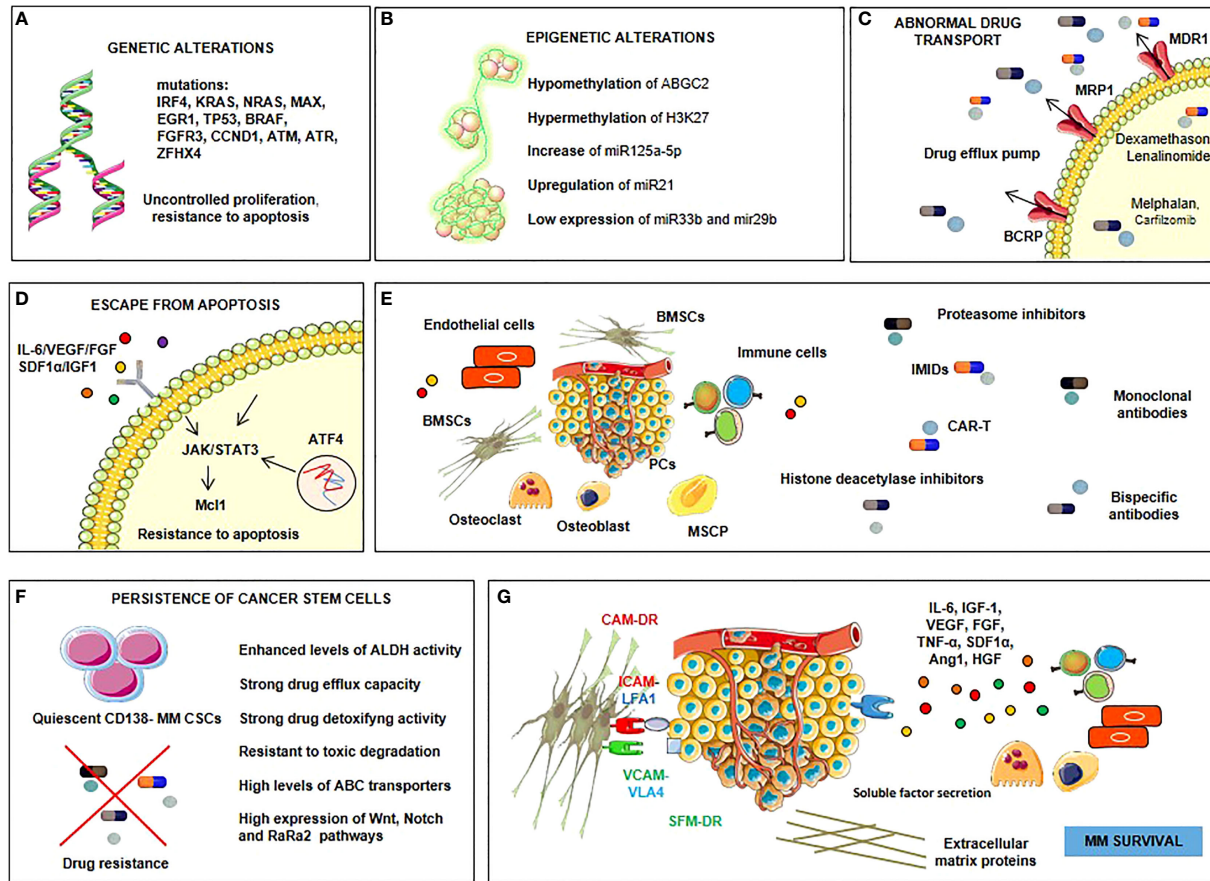 A
GENETIC ALTERATIONS
mutations:
IRF4, KRAS, NRAS, MAX,
EGR1, TP53, BRAF,
FGFR3, CCND1, ATM, ATR,
ZFHX4
Uncontrolled proliferation,
resistance to apoptosis
B
EPIGENETIC ALTERATIONS
Hypomethylation of ABGC2
Hypermethylation of H3K27
Increase of miR125a-5p
Upregulation of miR21
Low expression of miR33b and mir29b
C
ABNORMAL DRUG
TRANSPORT
MDR1
MRP1
Drug efflux pump
Dexamethason
Lenalinomide
Melphalan,
Carfilzomib
BCRP
D
ESCAPE FROM APOPTOSIS
IL-6/VEGF/FGF
SDF1α/IGF1
JAK/STAT3
ATF4
Mcl1
Resistance to apoptosis
E
Endothelial cells
BMSCs
Immune cells
BMSCs
PCs
Osteoclast
Osteoblast
MSCP
Proteasome inhibitors
IMIDs
Monoclonal
antibodies
CAR-T
Histone deacetylase inhibitors
Bispecific
antibodies
F
PERSISTENCE OF CANCER STEM CELLS
Quiescent CD138- MM CSCs
Drug resistance
Enhanced levels of ALDH activity
Strong drug efflux capacity
Strong drug detoxifyng activity
Resistant to toxic degradation
High levels of ABC transporters
High expression of Wnt, Notch
and RaRa2 pathways
G
CAM-DR
ICAM-
LFA1
VCAM-
VLA4
SFM-DR
IL-6, IGF-1,
VEGF, FGF,
TNF-α, SDF1α,
Ang1, HGF
Soluble factor secretion
Extracellular
matrix proteins
MM SURVIVAL